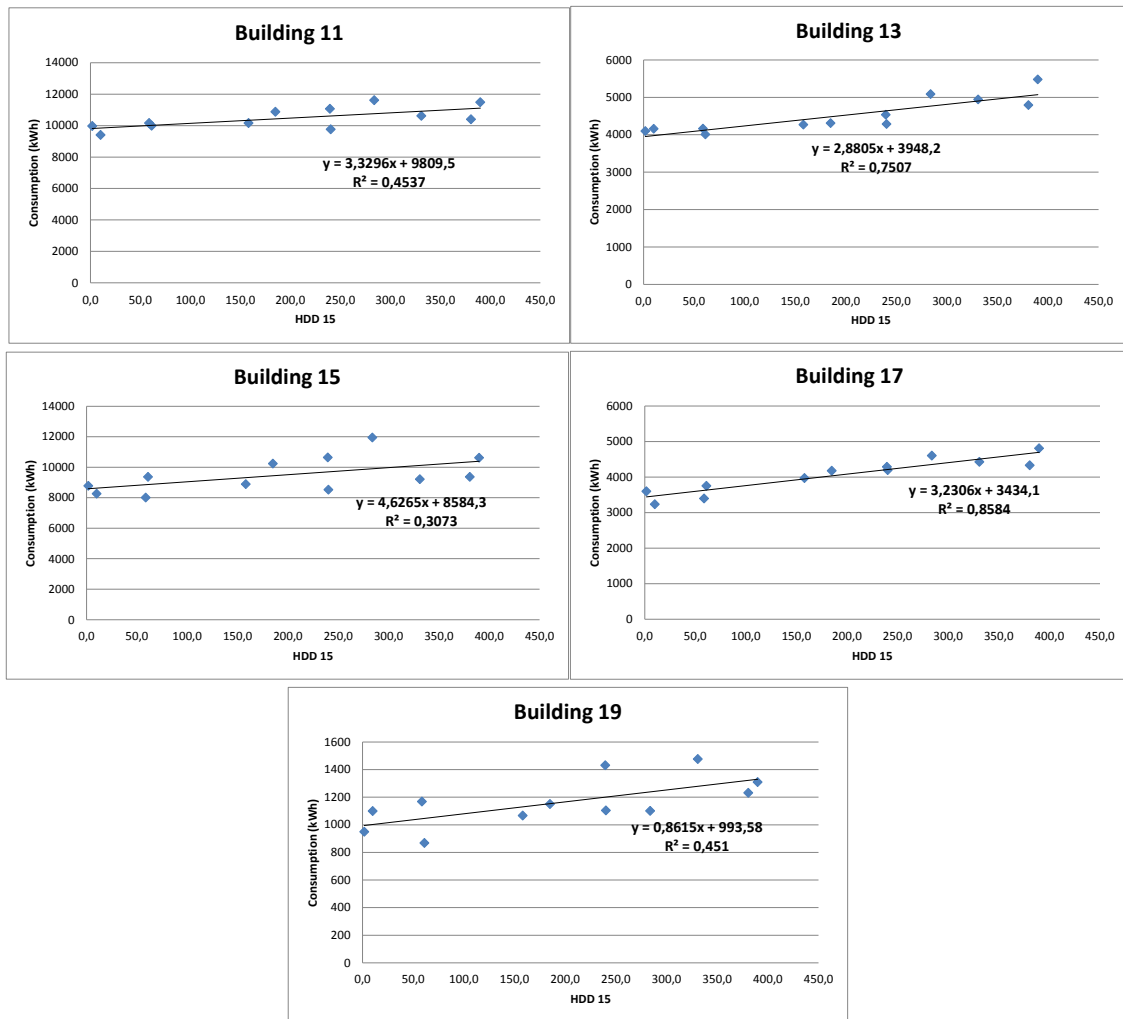 Building 11
14000
12000
10000
8000
6000
4000
2000
0
Consumption (kWh)
y = 3,3296x + 9809,5
R² = 0,4537
0,0 50,0 100,0 150,0 200,0 250,0 300,0 350,0 400,0 450,0
HDD 15
Building 13
6000
5000
4000
3000
2000
1000
0
Consumption (kWh)
y = 2,8805x + 3948,2
R² = 0,7507
0,0 50,0 100,0 150,0 200,0 250,0 300,0 350,0 400,0 450,0
HDD 15
Building 15
14000
12000
10000
8000
6000
4000
2000
0
Consumption (kWh)
y = 4,6265x + 8584,3
R² = 0,3073
0,0 50,0 100,0 150,0 200,0 250,0 300,0 350,0 400,0 450,0
HDD 15
Building 17
6000
5000
4000
3000
2000
1000
0
Consumption (kWh)
y = 3,2306x + 3434,1
R² = 0,8584
0,0 50,0 100,0 150,0 200,0 250,0 300,0 350,0 400,0 450,0
HDD 15
Building 19
1600
1400
1200
1000
800
600
400
200
0
Consumption (kWh)
y = 0,8615x + 993,58
R² = 0,451
0,0 50,0 100,0 150,0 200,0 250,0 300,0 350,0 400,0 450,0
HDD 15